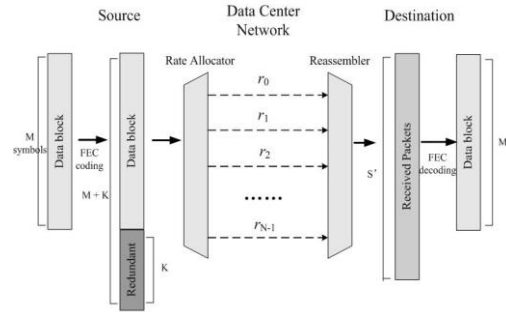 Source
Data Center
Network
Destination
Rate Allocator
Reassembler
M
symbols
Data block
FEC
coding
M + K
Data block
Redundant
K
r0
r1
r2
......
rN-1
S'
Received Packets
FEC
decoding
Data block
M